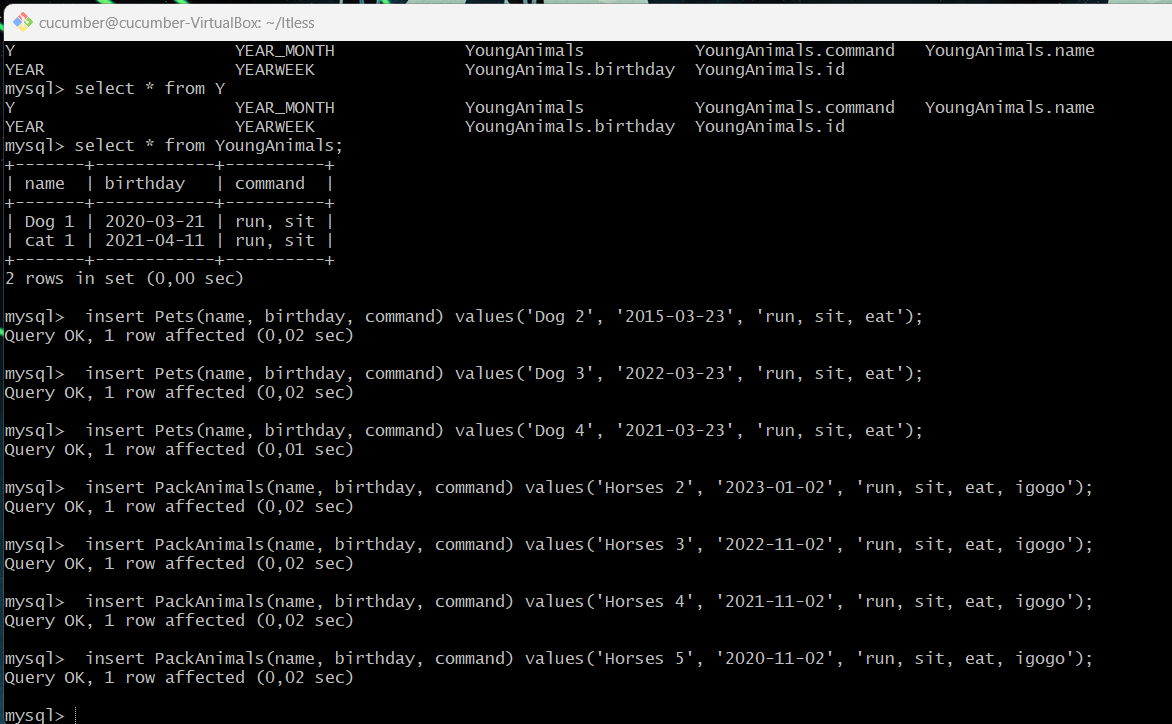 cucumber@cucumber-VirtualBox: ~/Itless
Y                      YEAR_MONTH             YoungAnimals           YoungAnimals.command   YoungAnimals.name
YEAR                   YEARWEEK               YoungAnimals.birthday  YoungAnimals.id
mysql> select * from Y
Y                      YEAR_MONTH             YoungAnimals           YoungAnimals.command   YoungAnimals.name
YEAR                   YEARWEEK               YoungAnimals.birthday  YoungAnimals.id
mysql> select * from YoungAnimals;
+-------+------------+----------+
| name  | birthday   | command  |
+-------+------------+----------+
| Dog 1 | 2020-03-21 | run, sit |
| cat 1 | 2021-04-11 | run, sit |
+-------+------------+----------+
2 rows in set (0,00 sec)
mysql>  insert Pets(name, birthday, command) values('Dog 2', '2015-03-23', 'run, sit, eat');
Query OK, 1 row affected (0,02 sec)
mysql>  insert Pets(name, birthday, command) values('Dog 3', '2022-03-23', 'run, sit, eat');
Query OK, 1 row affected (0,02 sec)
mysql>  insert Pets(name, birthday, command) values('Dog 4', '2021-03-23', 'run, sit, eat');
Query OK, 1 row affected (0,01 sec)
mysql>  insert PackAnimals(name, birthday, command) values('Horses 2', '2023-01-02', 'run, sit, eat, igogo');
Query OK, 1 row affected (0,02 sec)
mysql>  insert PackAnimals(name, birthday, command) values('Horses 3', '2022-11-02', 'run, sit, eat, igogo');
Query OK, 1 row affected (0,02 sec)
mysql>  insert PackAnimals(name, birthday, command) values('Horses 4', '2021-11-02', 'run, sit, eat, igogo');
Query OK, 1 row affected (0,02 sec)
mysql>  insert PackAnimals(name, birthday, command) values('Horses 5', '2020-11-02', 'run, sit, eat, igogo');
Query OK, 1 row affected (0,02 sec)
mysql>